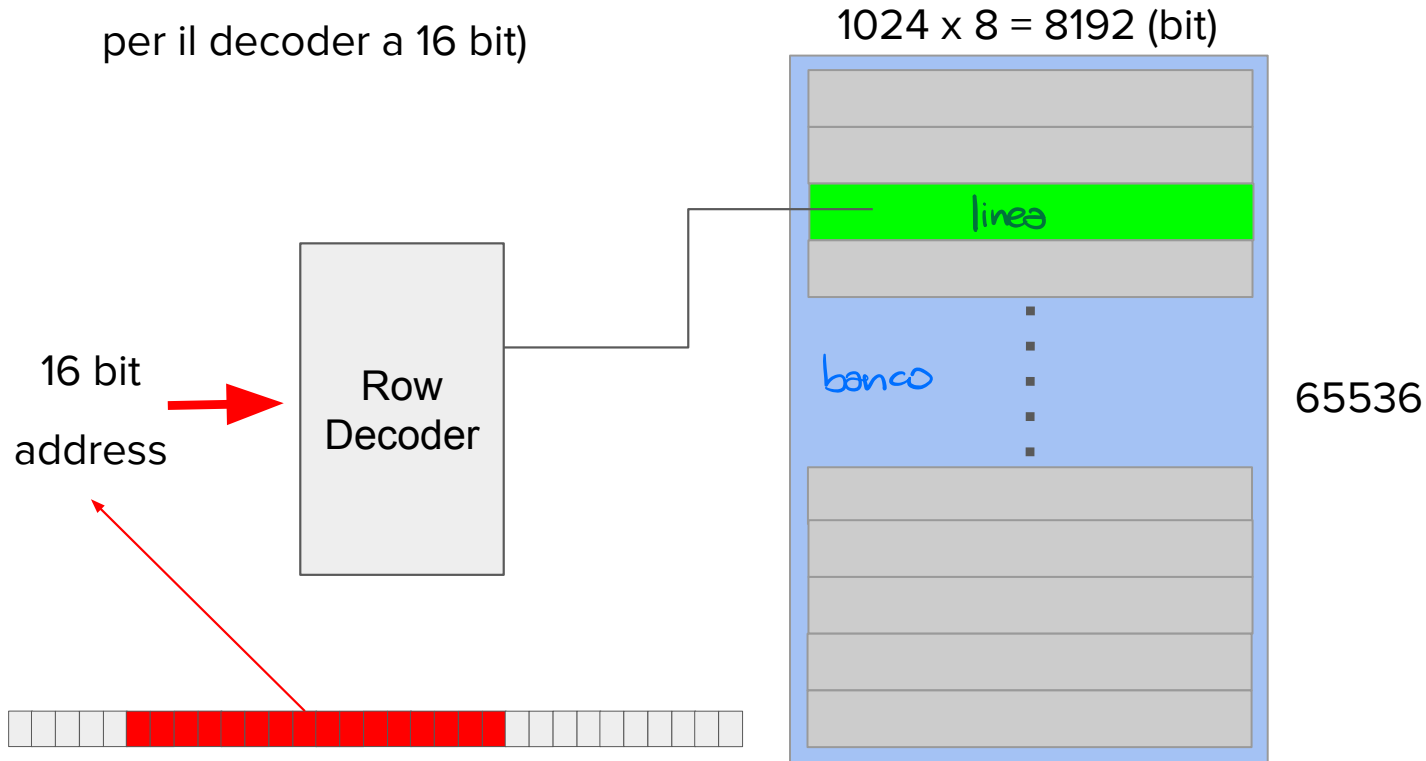 per il decoder a 16 bit)
1024 x 8 = 8192 (bit)
linea
banco
16 bit
address
Row
Decoder
65536